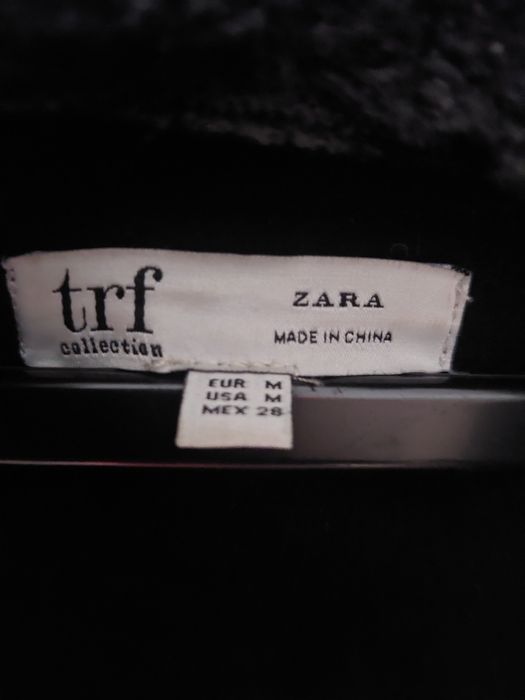 trf
collection
ZARA
MADE IN CHINA
EUR M
USA M
MEX 28